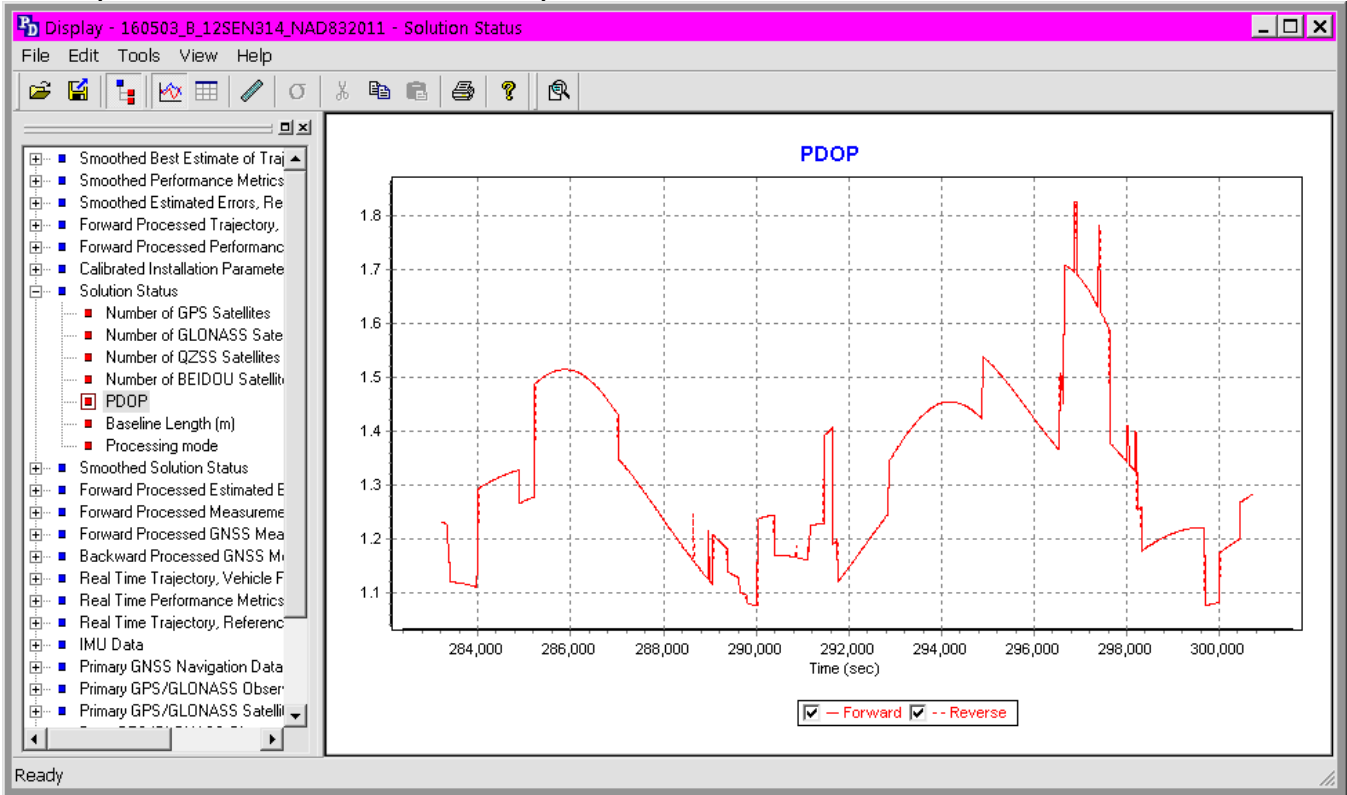 Display - 160503_B_12SEN314_NAD832011 - Solution Status
File Edit Tools View Help
Smoothed Best Estimate of Traj
Smoothed Performance Metrics
Smoothed Estimated Errors, Re
Forward Processed Trajectory,
Forward Processed Performanc
Calibrated Installation Paramete
Solution Status
Number of GPS Satellites
Number of GLONASS Sate
Number of QZSS Satellites
Number of BEIDOU Satellit
PDOP
Baseline Length (m)
Processing mode
Smoothed Solution Status
Forward Processed Estimated E
Forward Processed Measureme
Forward Processed GNSS Mea
Backward Processed GNSS M
Real Time Trajectory, Vehicle F
Real Time Performance Metrics
Real Time Trajectory, Referenc
IMU Data
Primary GNSS Navigation Data
Primary GPS/GLONASS Obser
Primary GPS/GLONASS Satelli
PDOP
1.8
1.7
1.6
1.5
1.4
1.3
1.2
1.1
284,000 286,000 288,000 290,000 292,000 294,000 296,000 298,000 300,000
Time (sec)
Forward -- Reverse
Ready